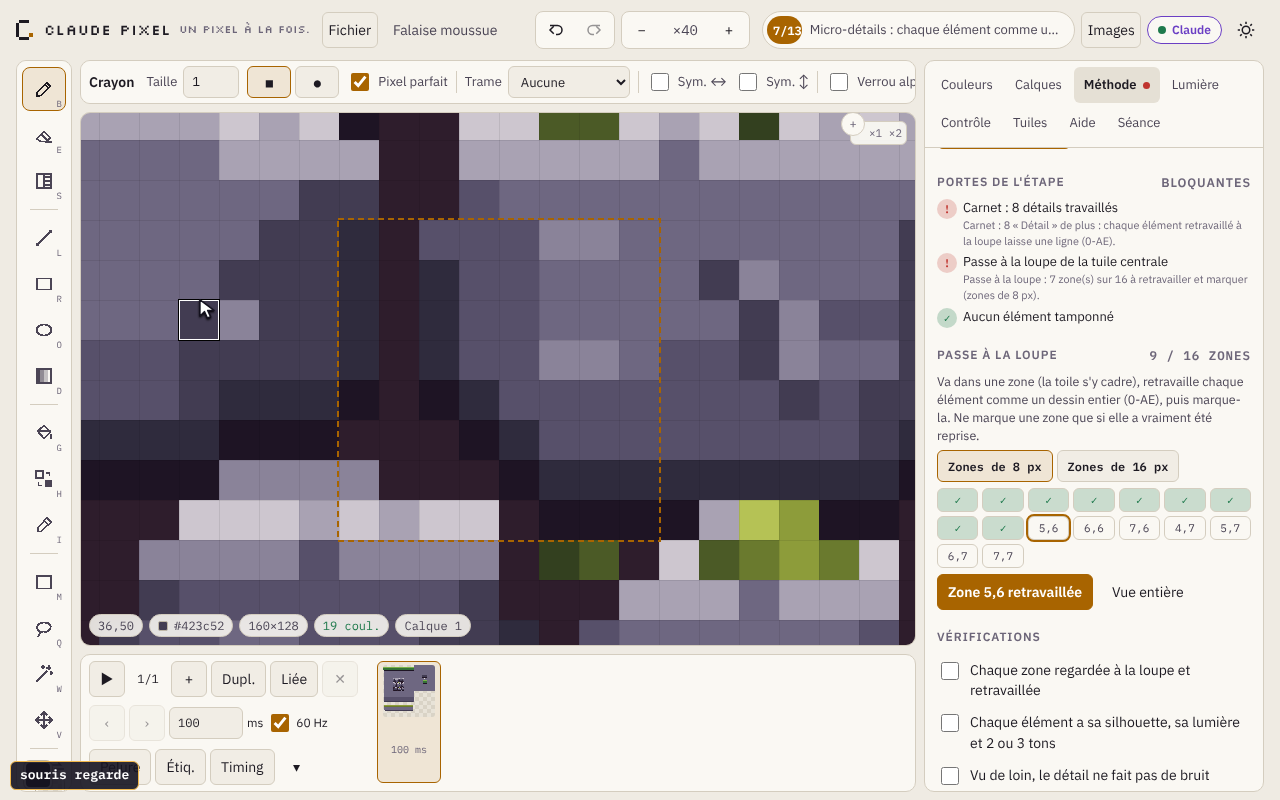 CLAUDE PIXEL UN PIXEL À LA FOIS.
Fichier
Falaise moussue
− ×40 +
7/13 Micro-détails : chaque élément comme u...
Images
Claude
Crayon Taille 1
Pixel parfait
Trame Aucune
Sym. ↔ Sym. ↕ Verrou alp
B
E
S
L
R
O
D
G
H
I
M
Q
W
V
+
×1 ×2
36,50
#423c52
160×128
19 coul.
Calque 1
1/1
+
Dupl.
Liée
×
‹
›
100 ms
60 Hz
Étiq.
Timing
▼
100 ms
souris regarde
Couleurs Calques Méthode Lumière
Contrôle Tuiles Aide Séance
PORTES DE L'ÉTAPE BLOQUANTES
! Carnet : 8 détails travaillés
Carnet : 8 « Détail » de plus : chaque élément retravaillé à
la loupe laisse une ligne (0-AE).
! Passe à la loupe de la tuile centrale
Passe à la loupe : 7 zone(s) sur 16 à retravailler et marquer
(zones de 8 px).
✓ Aucun élément tamponné
PASSE À LA LOUPE 9 / 16 ZONES
Va dans une zone (la toile s'y cadre), retravaille chaque
élément comme un dessin entier (0-AE), puis marque-
la. Ne marque une zone que si elle a vraiment été
reprise.
Zones de 8 px Zones de 16 px
✓ ✓ ✓ ✓ ✓ ✓ ✓
✓ ✓ 5,6 6,6 7,6 4,7 5,7
6,7 7,7
Zone 5,6 retravaillée Vue entière
VÉRIFICATIONS
Chaque zone regardée à la loupe et
retravaillée
Chaque élément a sa silhouette, sa lumière
et 2 ou 3 tons
Vu de loin, le détail ne fait pas de bruit